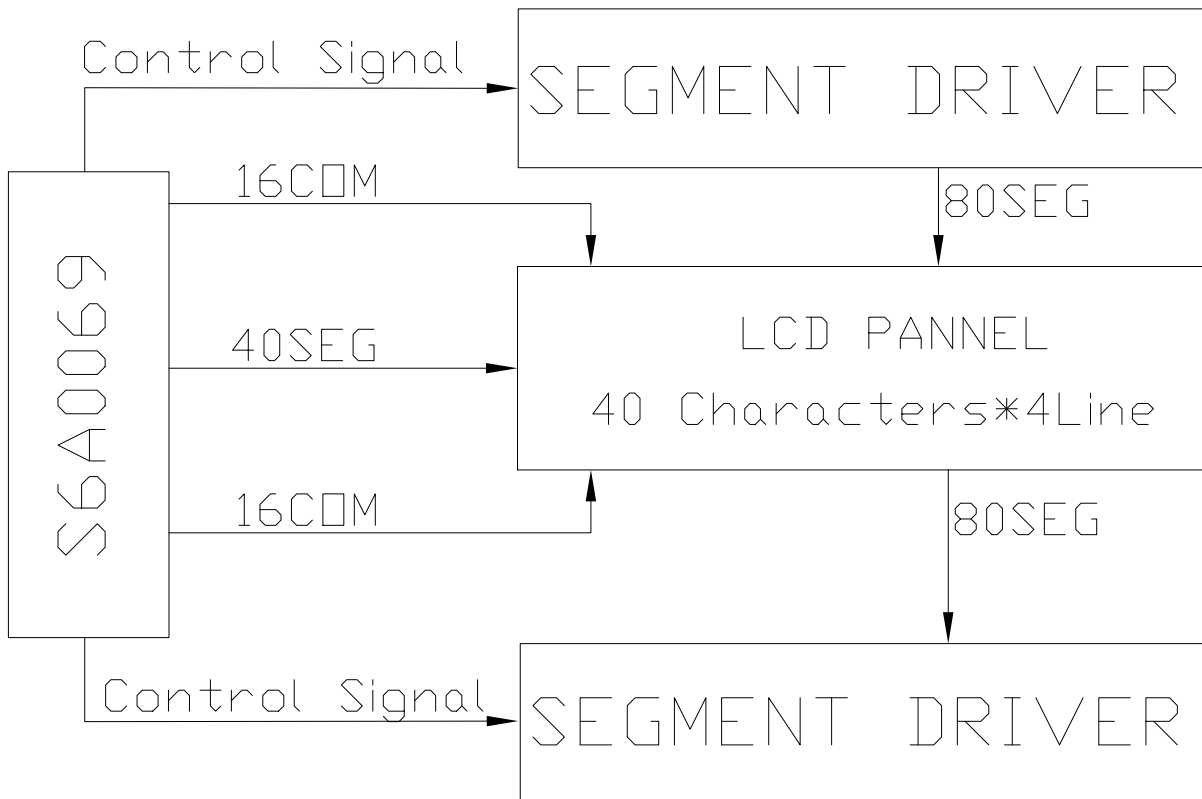 Control Signal
SEGMENT DRIVER
16COM
80SEG
S6A0069
40SEG
LCD PANNEL
40 Characters*4Line
16COM
80SEG
Control Signal
SEGMENT DRIVER